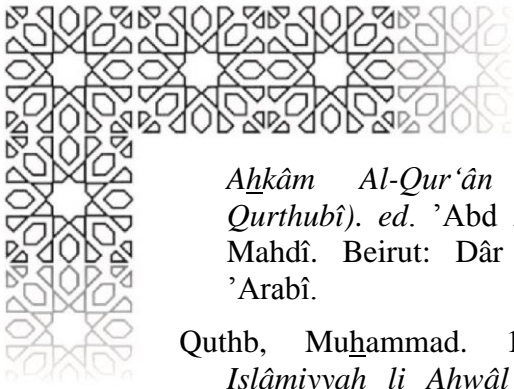 Ahkâm Al-Qur‘ân
Qurthubî). ed. ’Abd
Mahdî. Beirut: Dâr
’Arabî.
Quthb, Muhammad.
Islâmiyyah li Ahwâl